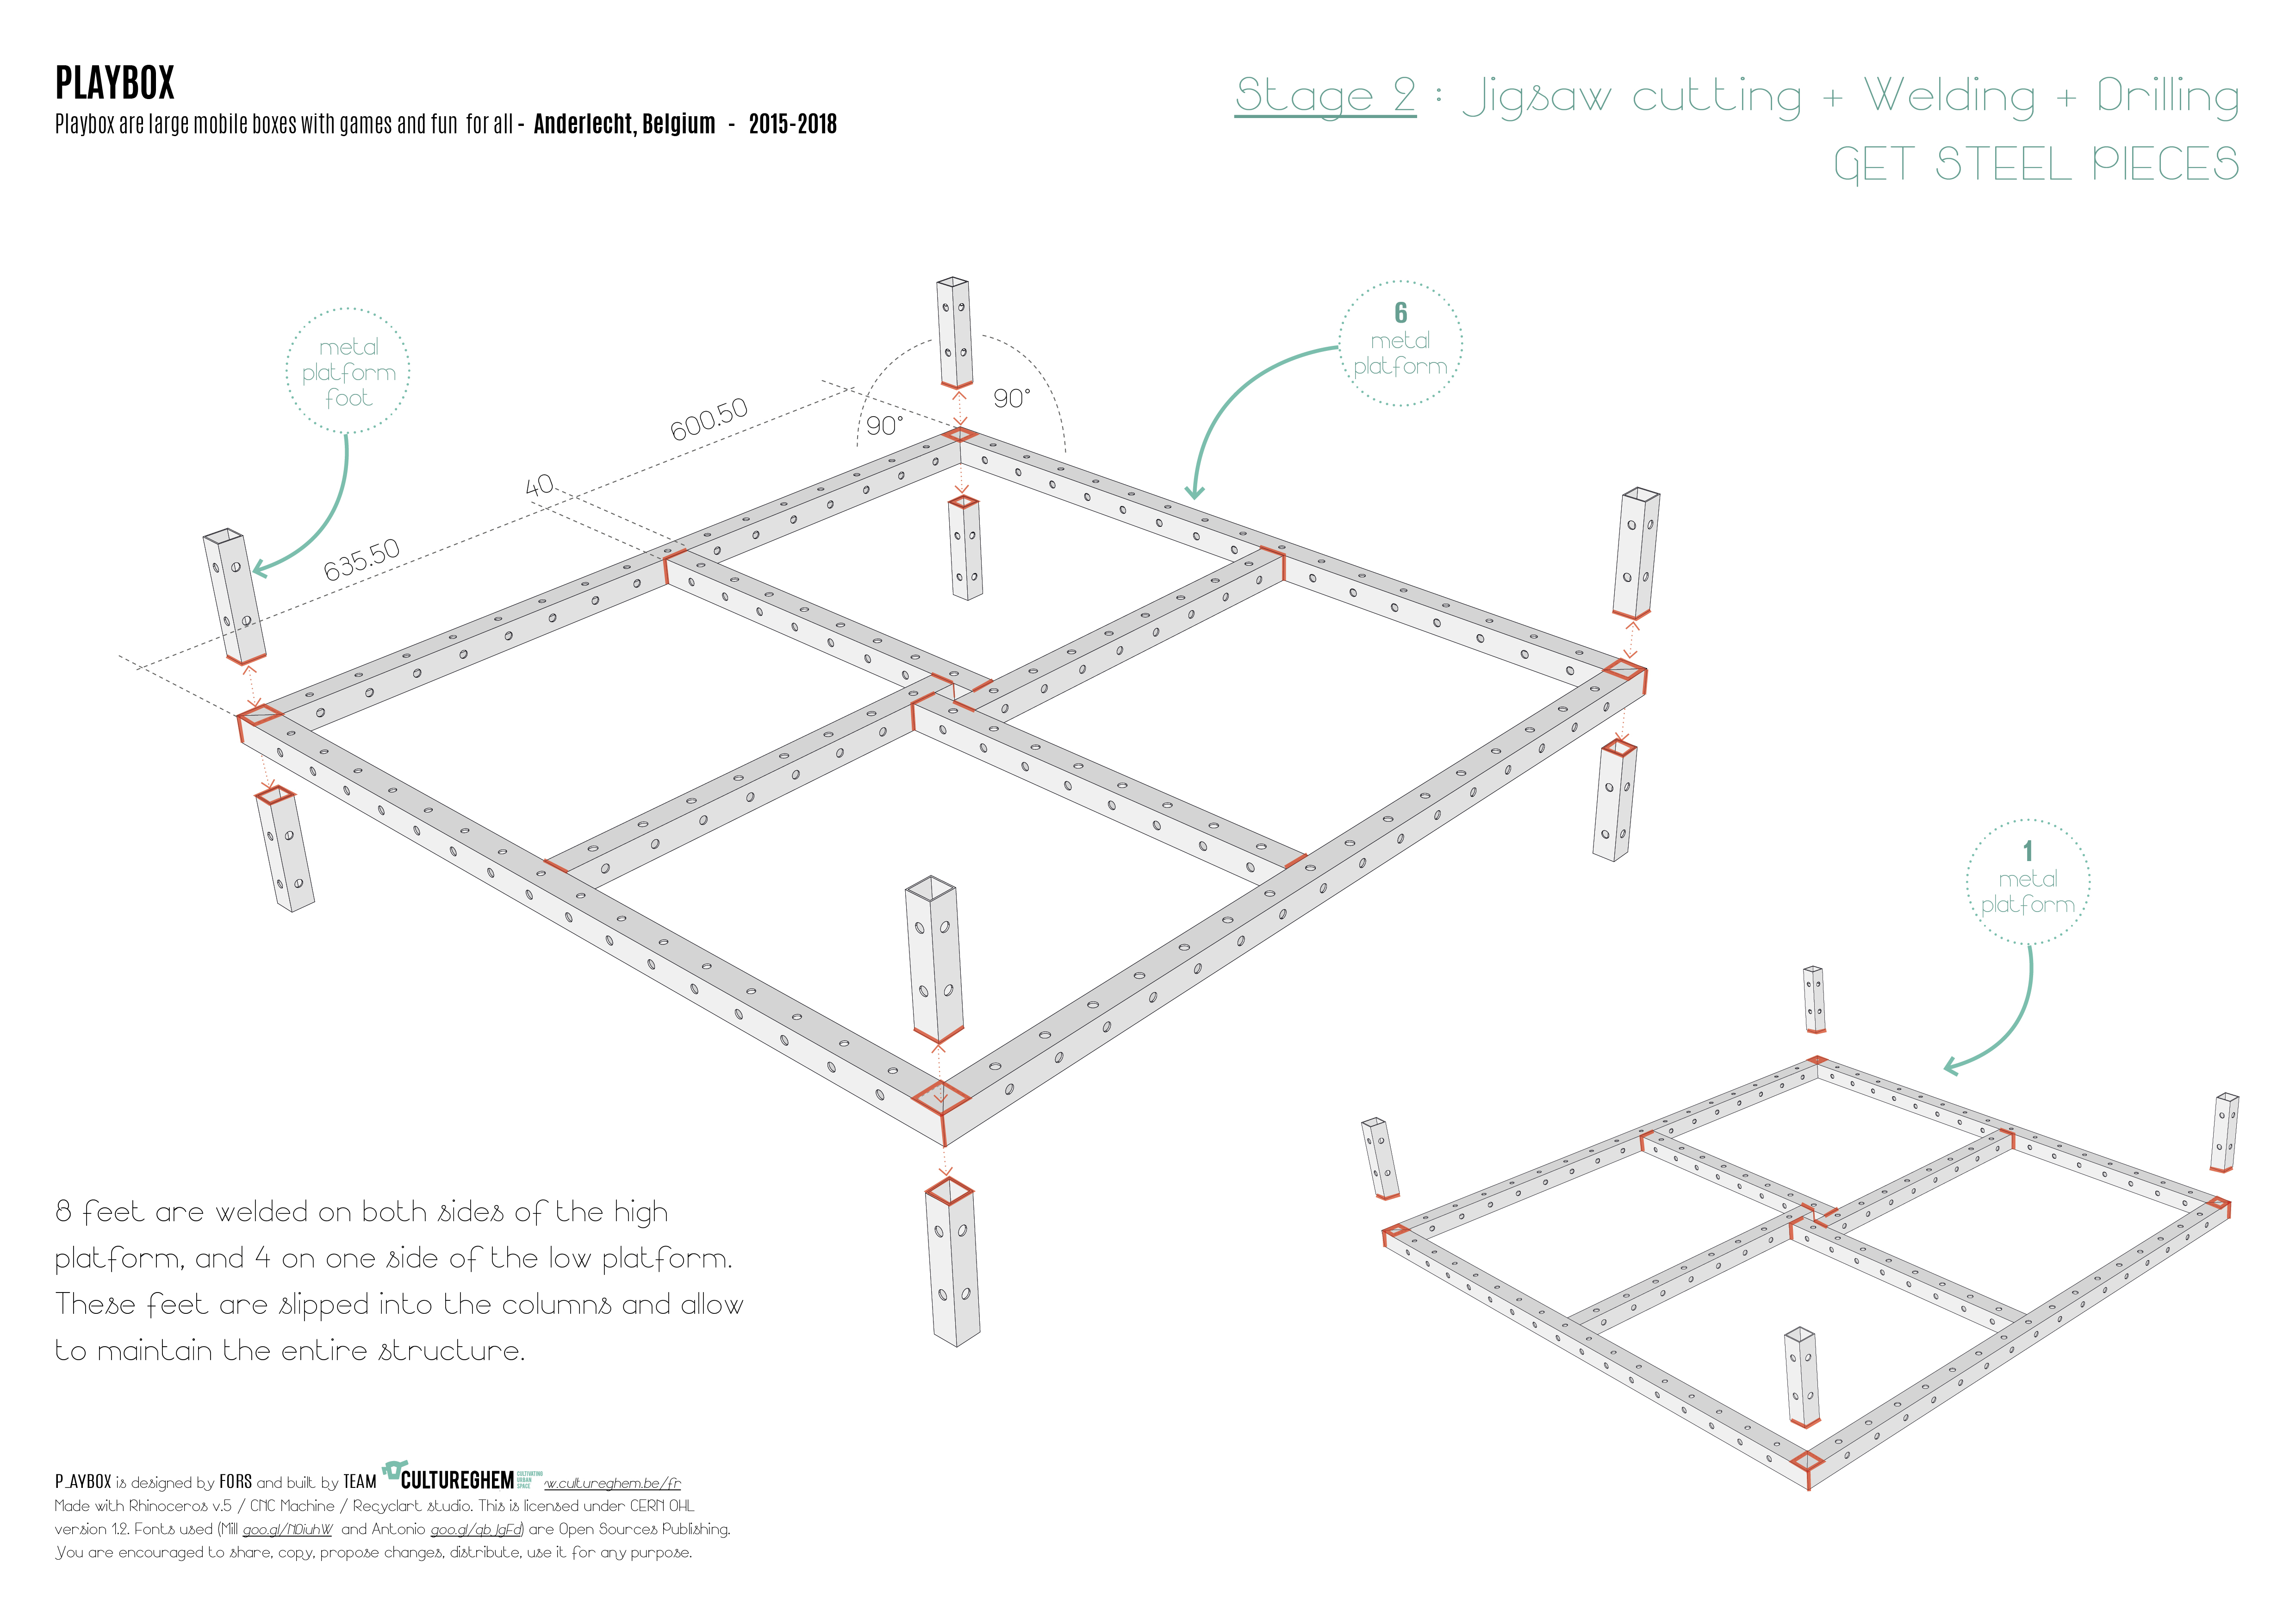 PLAYBOX
Playbox are large mobile boxes with games and fun for all - Anderlecht, Belgium - 2015-2018
Stage 2 : Jigsaw cutting + Welding + Drilling
GET STEEL PIECES
metal
platform
foot
6
metal
platform
90°
90°
600.50
40
635.50
1
metal
platform
8 feet are welded on both sides of the high
platform, and 4 on one side of the low platform.
These feet are slipped into the columns and allow
to maintain the entire structure.
P_AYBOX is designed by FORS and built by TEAM CULTUREGHEM CULTIVATING URBAN SPACE w.cultureghem.be/fr
Made with Rhinoceros v.5 / CNC Machine / Recyclart studio. This is licensed under CERN OHL
version 1.2. Fonts used (Mill goo.gl/NDiuhW and Antonio goo.gl/qbJgFd) are Open Sources Publishing.
You are encouraged to share, copy, propose changes, distribute, use it for any purpose.